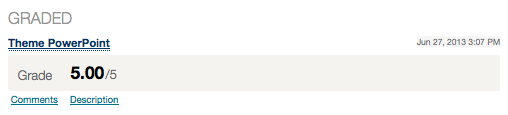 GRADED
Theme PowerPoint Jun 27, 2013 3:07 PM
Grade 5.00/5
Comments Description